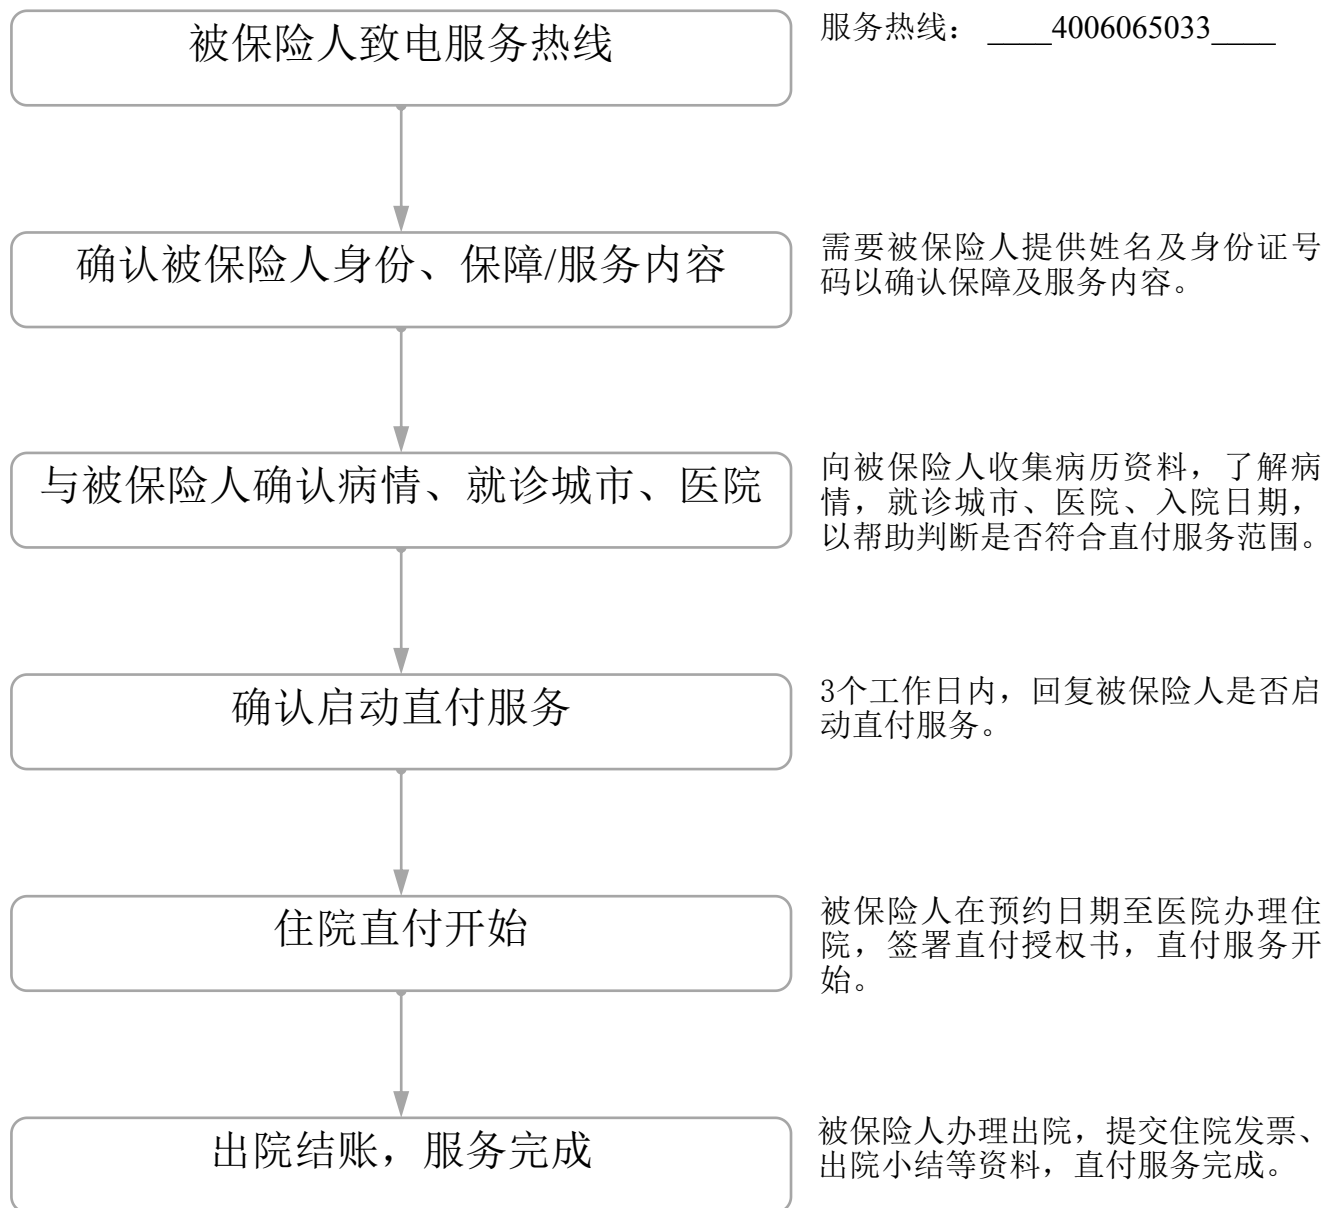 被保险人致电服务热线
服务热线： ____4006065033____
确认被保险人身份、保障/服务内容
需要被保险人提供姓名及身份证号
码以确认保障及服务内容。
与被保险人确认病情、就诊城市、医院
向被保险人收集病历资料，了解病
情，就诊城市、医院、入院日期，
以帮助判断是否符合直付服务范围。
确认启动直付服务
3个工作日内，回复被保险人是否启
动直付服务。
住院直付开始
被保险人在预约日期至医院办理住
院，签署直付授权书，直付服务开
始。
出院结账，服务完成
被保险人办理出院，提交住院发票、
出院小结等资料，直付服务完成。